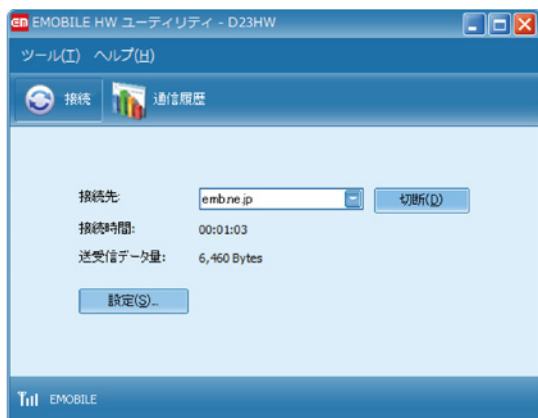 EM EMOBILE HW ユーティリティ - D23HW
ツール(T) ヘルプ(H)
接続 通信履歴
接続先: emb.ne.jp 切断(D)
接続時間: 00:01:03
送受信データ量: 6,460 Bytes
設定(S)...
EMOBILE